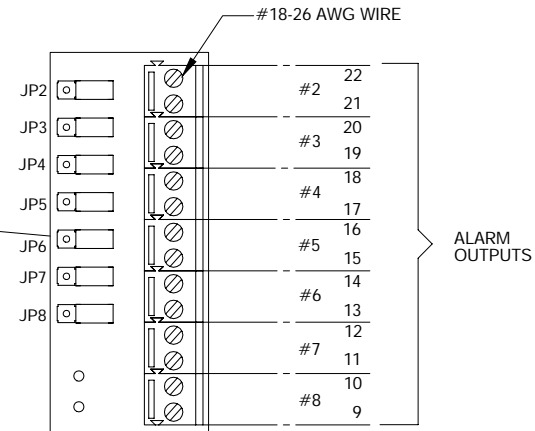 #18-26 AWG WIRE
JP2
JP3
JP4
JP5
JP6
JP7
JP8
#2 22
21
#3 20
19
#4 18
17
#5 16
15
#6 14
13
#7 12
11
#8 10
9
ALARM
OUTPUTS